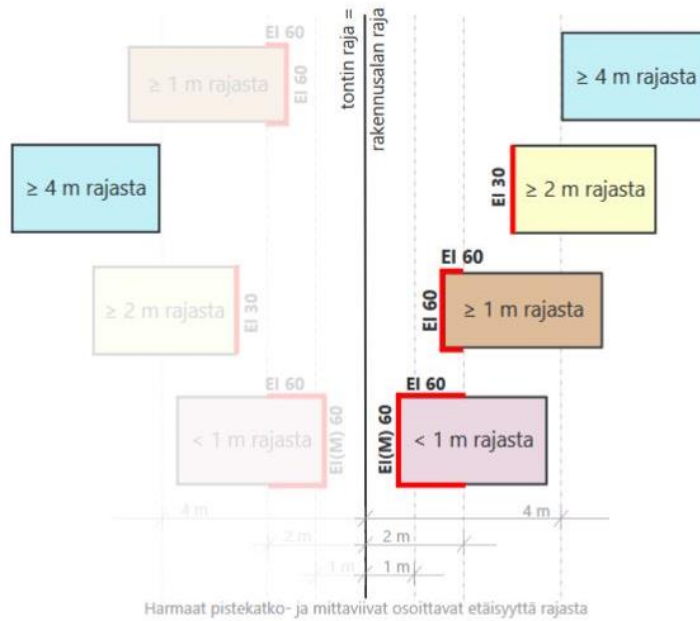 EI 60
EI 60
≥ 1 m rajasta
tontin raja =
rakennusalan raja
≥ 4 m rajasta
≥ 4 m rajasta
EI 30
≥ 2 m rajasta
EI 60
EI 60
≥ 1 m rajasta
≥ 2 m rajasta
EI 30
EI 60
EI 60
< 1 m rajasta
EI(M) 60
EI(M) 60
< 1 m rajasta
4 m
4 m
2 m
2 m
1 m
1 m
Harmaat pistekatko- ja mittaviivat osoittavat etäisyyttä rajasta